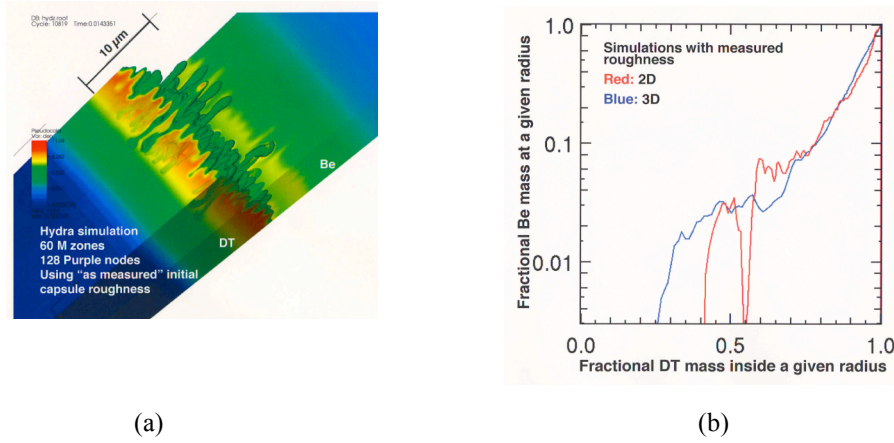 DB hydr.root
Cycle: 10819 Time:0.0143351
10 μm
Be
DT
Hydra simulation
60 M zones
128 Purple nodes
Using "as measured" initial
capsule roughness
(a)
1.0
0.1
0.01
Fractional Be mass at a given radius
Simulations with measured
roughness
Red: 2D
Blue: 3D
0.0 0.5 1.0
Fractional DT mass inside a given radius
(b)